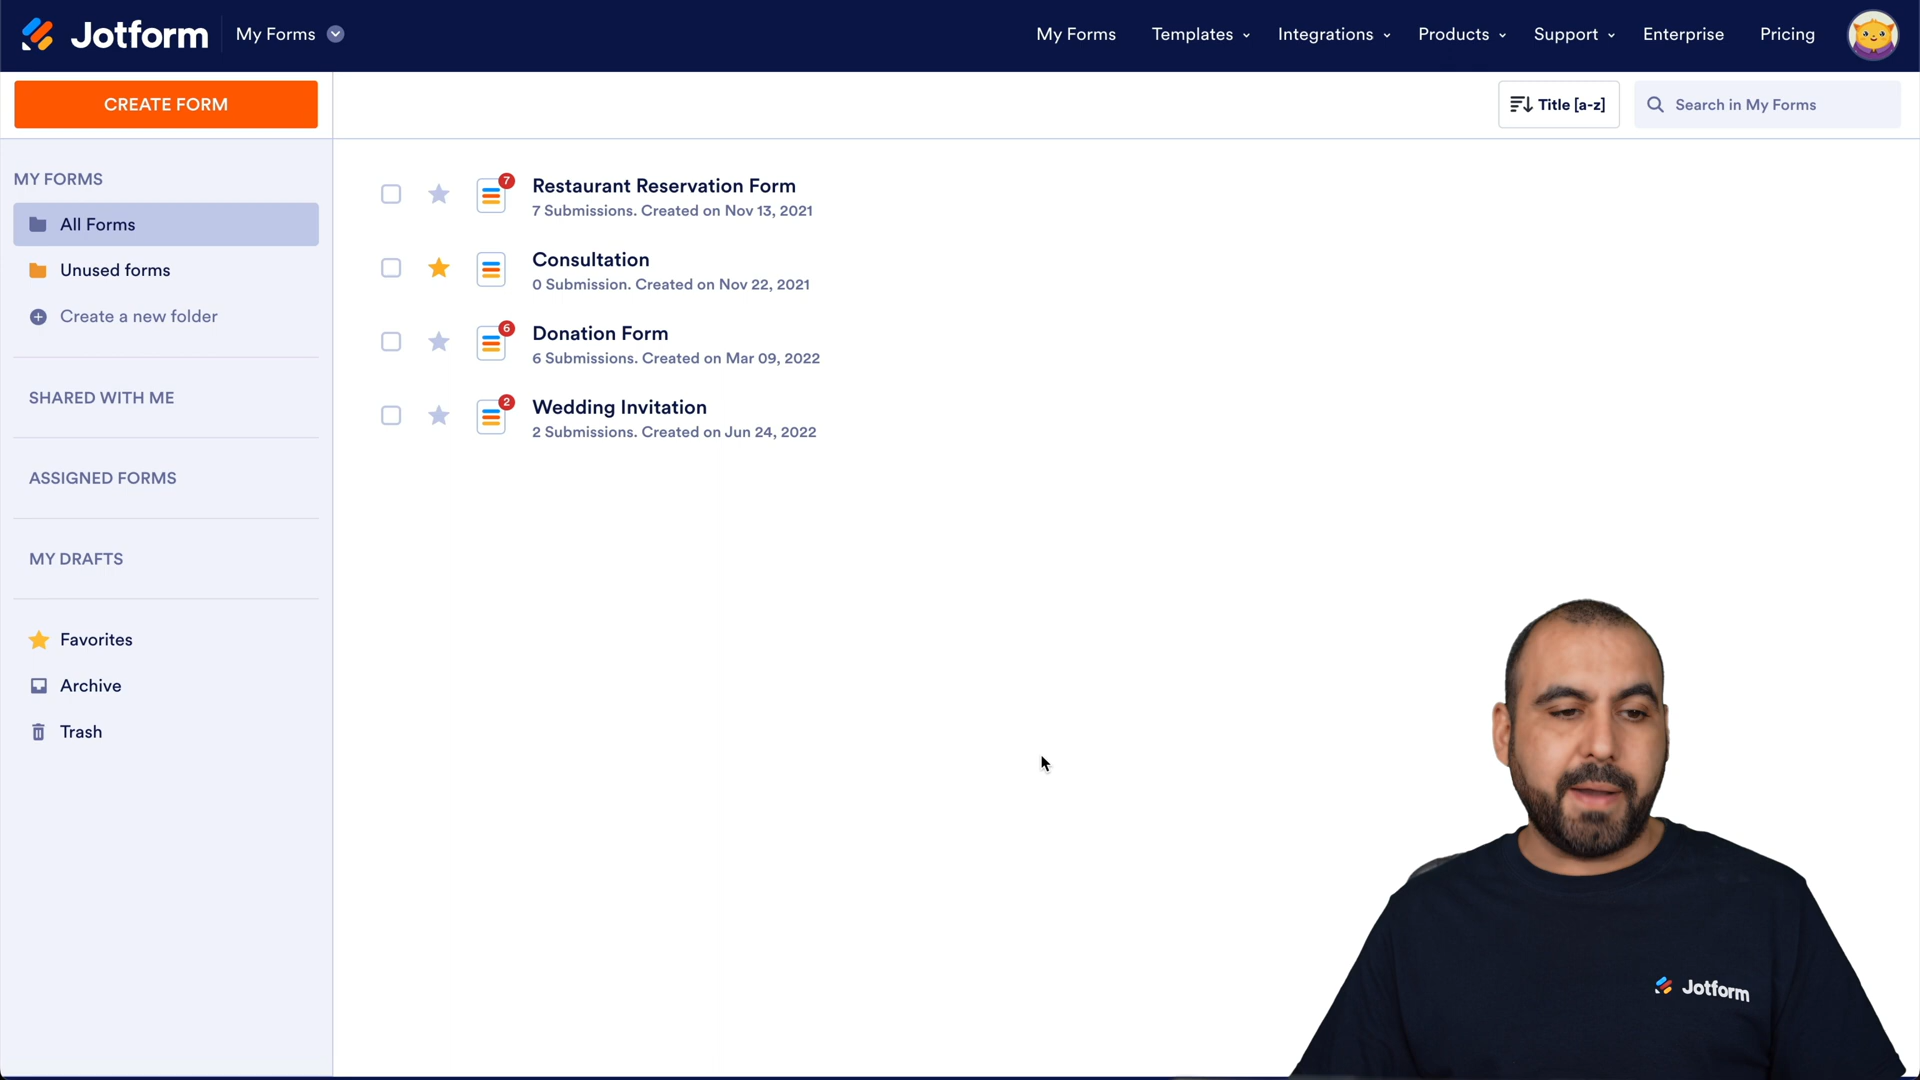 Jotform
My Forms
My Forms
Templates
Integrations
Products
Support
Enterprise
Pricing
CREATE FORM
Title [a-z]
Search in My Forms
MY FORMS
All Forms
Unused forms
Create a new folder
SHARED WITH ME
ASSIGNED FORMS
MY DRAFTS
Favorites
Archive
Trash
7
Restaurant Reservation Form
7 Submissions. Created on Nov 13, 2021
Consultation
0 Submission. Created on Nov 22, 2021
6
Donation Form
6 Submissions. Created on Mar 09, 2022
2
Wedding Invitation
2 Submissions. Created on Jun 24, 2022
Jotform